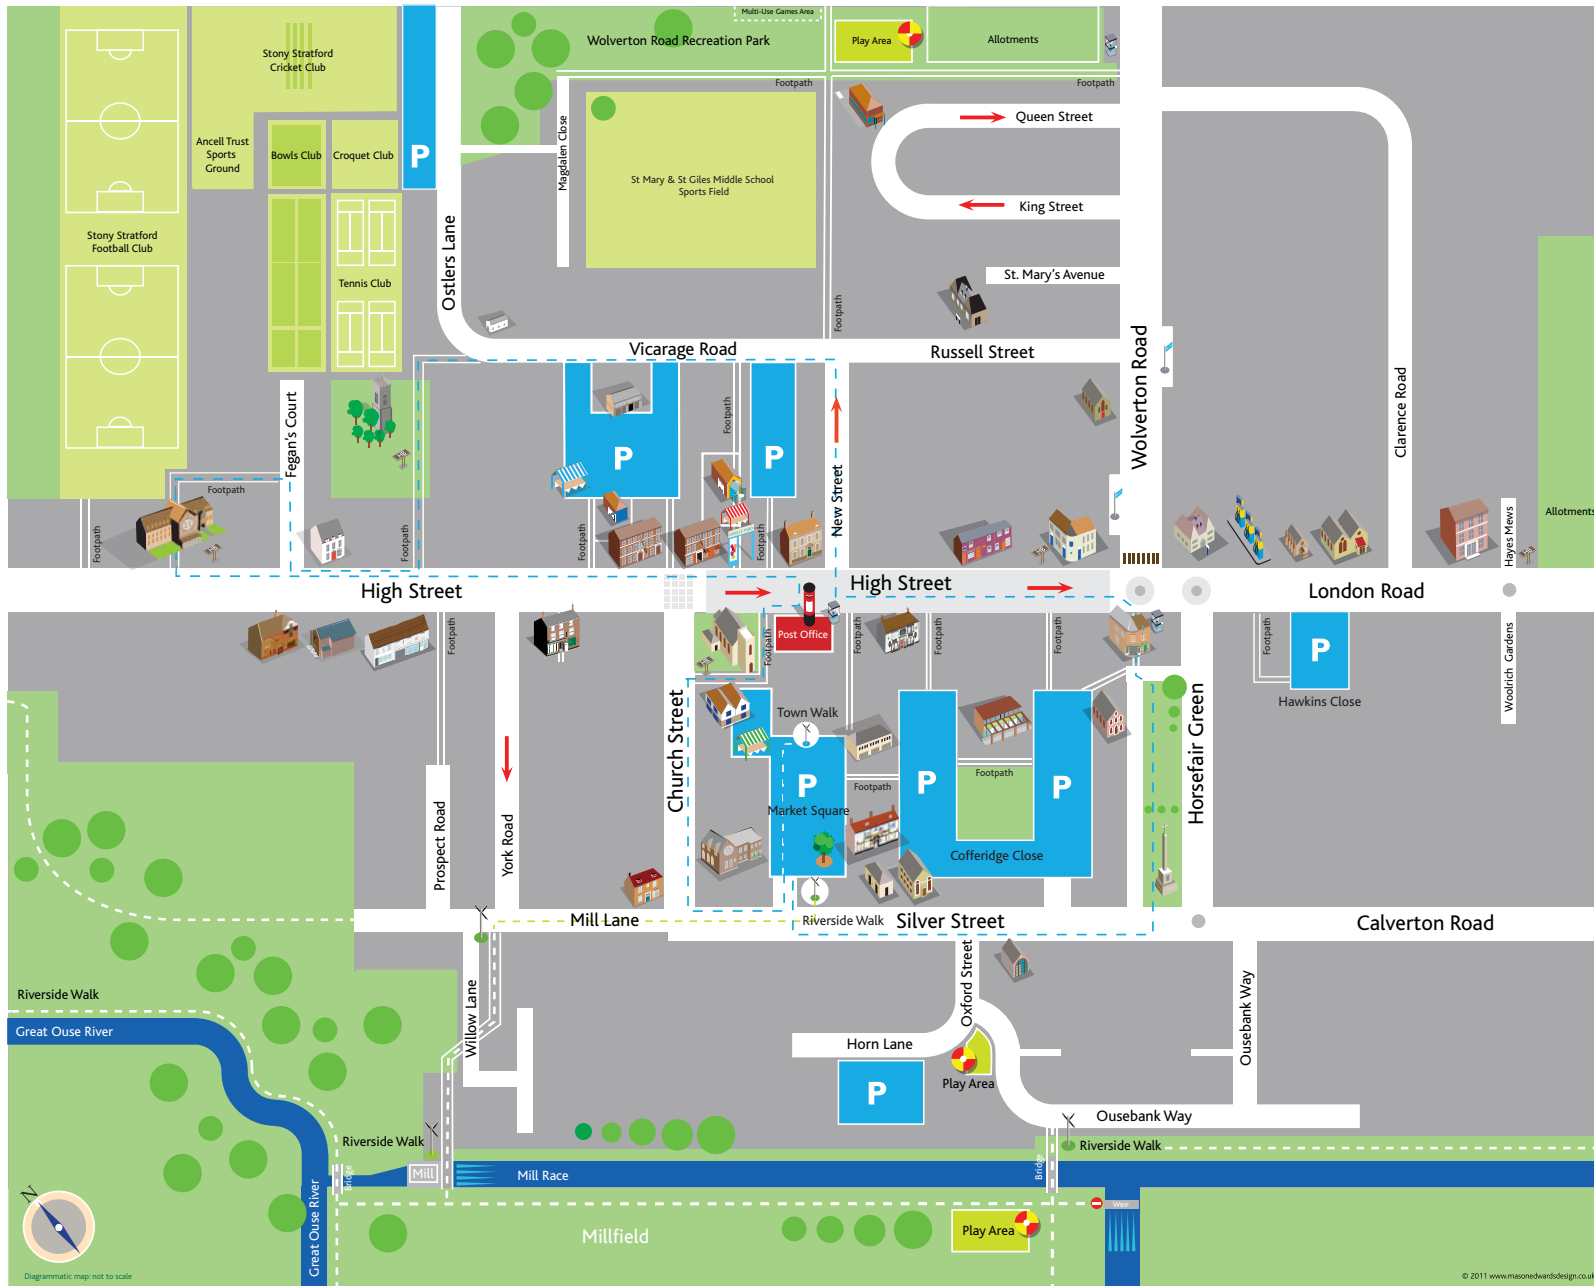 Multi-Use Games Area
Wolverton Road Recreation Park
Play Area
Allotments
Stony Stratford
Cricket Club
Footpath
Footpath
Queen Street
Ancell Trust
Sports
Ground
Bowls Club
Croquet Club
P
Magdalen Close
St Mary & St Giles Middle School
Sports Field
King Street
Stony Stratford
Football Club
Ostlers Lane
Tennis Club
St. Mary's Avenue
Footpath
Vicarage Road
Russell Street
Wolverton Road
Clarence Road
Fegan's Court
Footpath
P
P
New Street
Footpath
Footpath
Footpath
Footpath
Footpath
Footpath
Allotments
Hayes Mews
High Street
High Street
London Road
Post Office
Footpath
Footpath
Footpath
Footpath
Footpath
Footpath
P
Hawkins Close
Woolrich Gardens
Church Street
Town Walk
Horsefair Green
P
Market Square
Footpath
P
Footpath
P
Cofferidge Close
Prospect Road
York Road
Mill Lane
Riverside Walk
Silver Street
Calverton Road
Riverside Walk
Great Ouse River
Willow Lane
Oxford Street
Ousebank Way
Horn Lane
Play Area
P
Ousebank Way
Riverside Walk
Riverside Walk
Bridge
Mill
Mill Race
Bridge
Weir
N
Great Ouse River
Millfield
Play Area
Diagrammatic map: not to scale
© 2011 www.masonedwardsdesign.co.uk